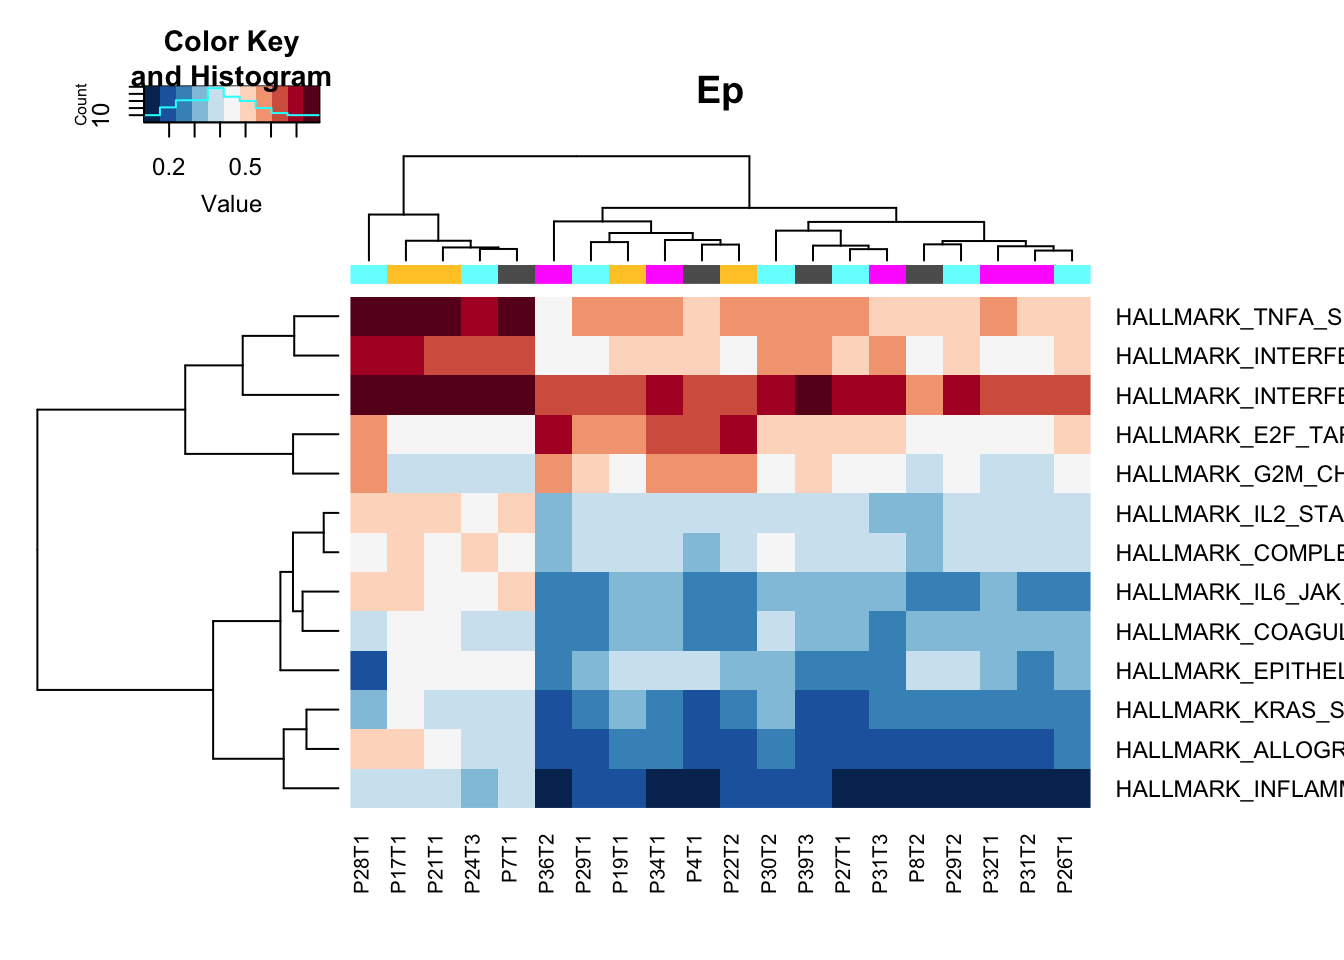 Color Key
and Histogram
Count
10
0.2 0.5
Value
Ep
HALLMARK_TNFA_S
HALLMARK_INTERFE
HALLMARK_INTERFE
HALLMARK_E2F_TAR
HALLMARK_G2M_CH
HALLMARK_IL2_STA
HALLMARK_COMPLE
HALLMARK_IL6_JAK_
HALLMARK_COAGUL
HALLMARK_EPITHEL
HALLMARK_KRAS_S
HALLMARK_ALLOGR
HALLMARK_INFLAMM
P28T1
P17T1
P21T1
P24T3
P7T1
P36T2
P29T1
P19T1
P34T1
P4T1
P22T2
P30T2
P39T3
P27T1
P31T3
P8T2
P29T2
P32T1
P31T2
P26T1